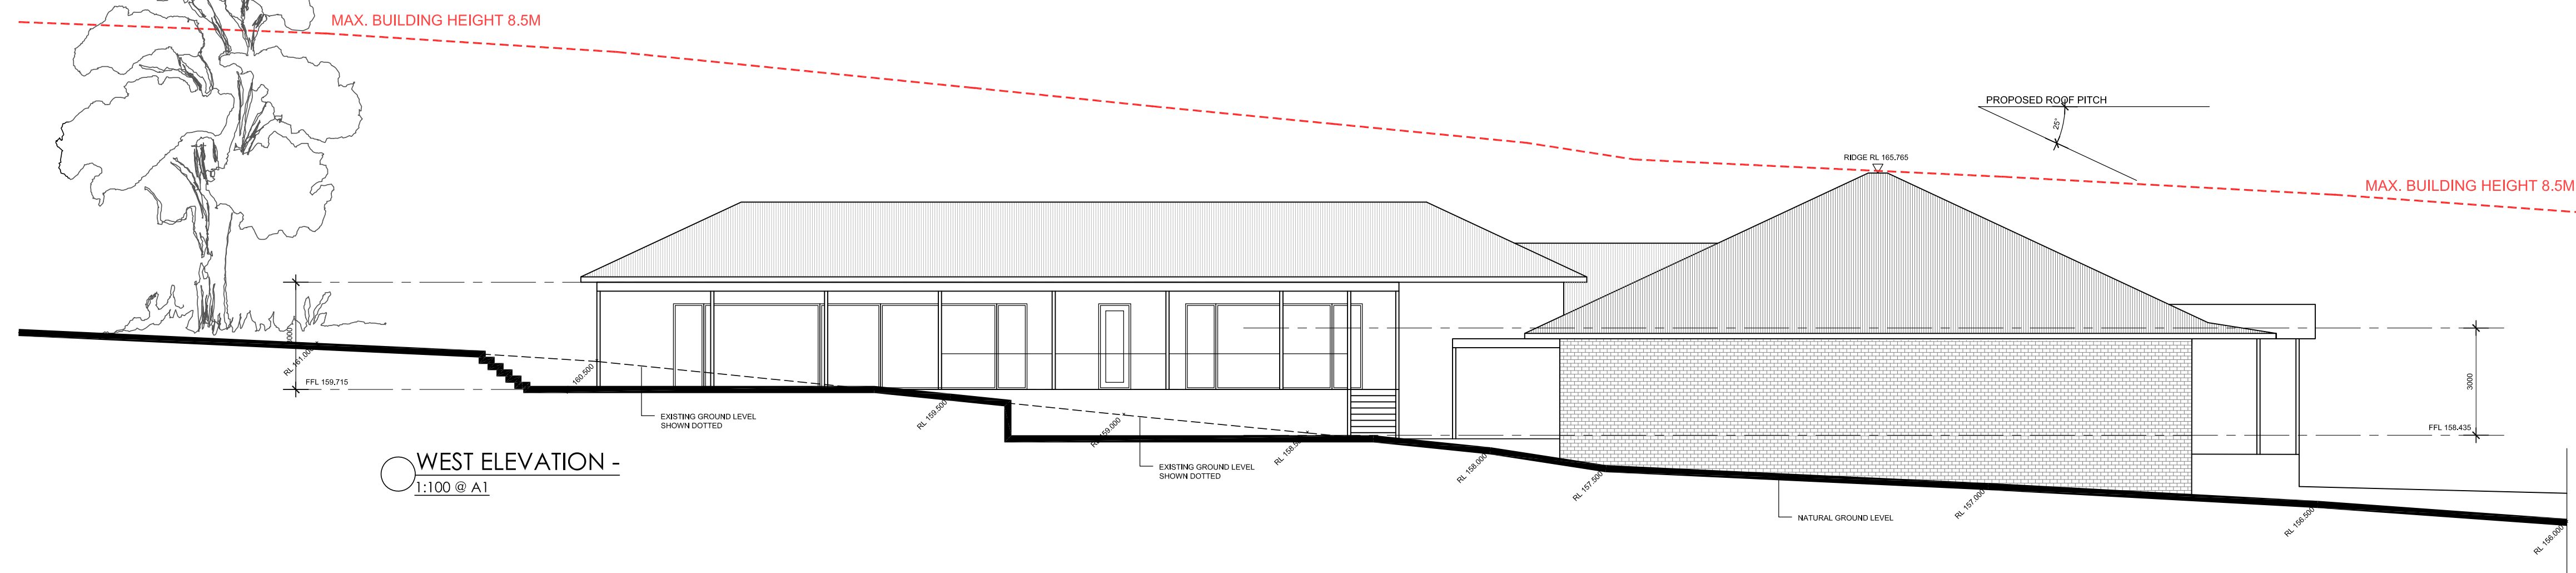 MAX. BUILDING HEIGHT 8.5M
PROPOSED ROOF PITCH
25°
RIDGE RL 165.765
MAX. BUILDING HEIGHT 8.5M
RL 161.000
FFL 159.715
160.500
EXISTING GROUND LEVEL
SHOWN DOTTED
RL 159.500
RL 159.000
EXISTING GROUND LEVEL
SHOWN DOTTED
RL 158.000
RL 157.500
3000
FFL 158.435
WEST ELEVATION -
1:100 @ A1
NATURAL GROUND LEVEL
RL 157.000
RL 156.500
RL 156.000